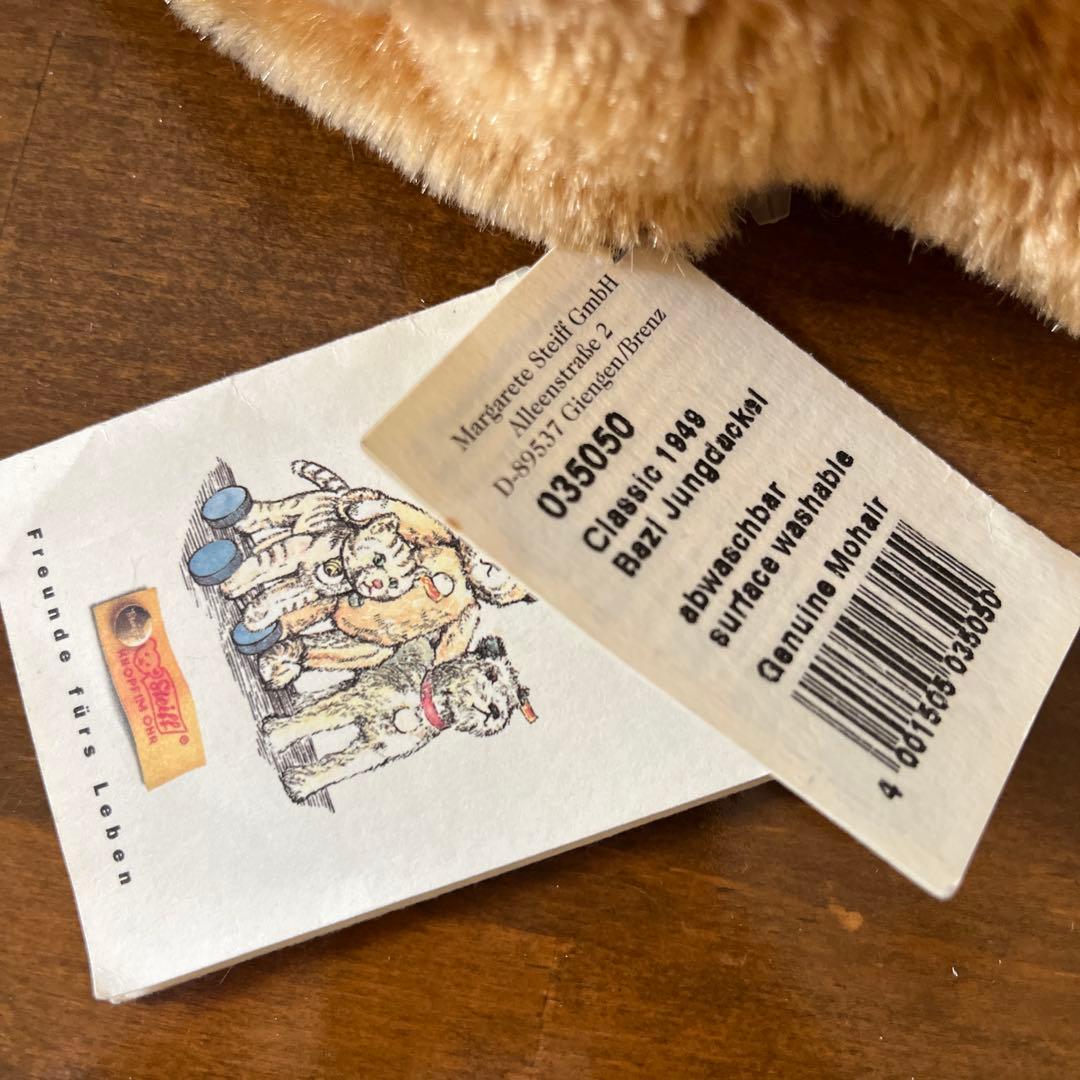 Margarete Steiff GmbH
Alleenstraße 2
D-89537 Giengen/Brenz
035050
Classic 1949
Bazl Jungdackel
abwaschbar
surface washable
Genuine Mohair
4 001505 035050
Freunde fürs Leben
Steiff®
KNOPF IM OHR